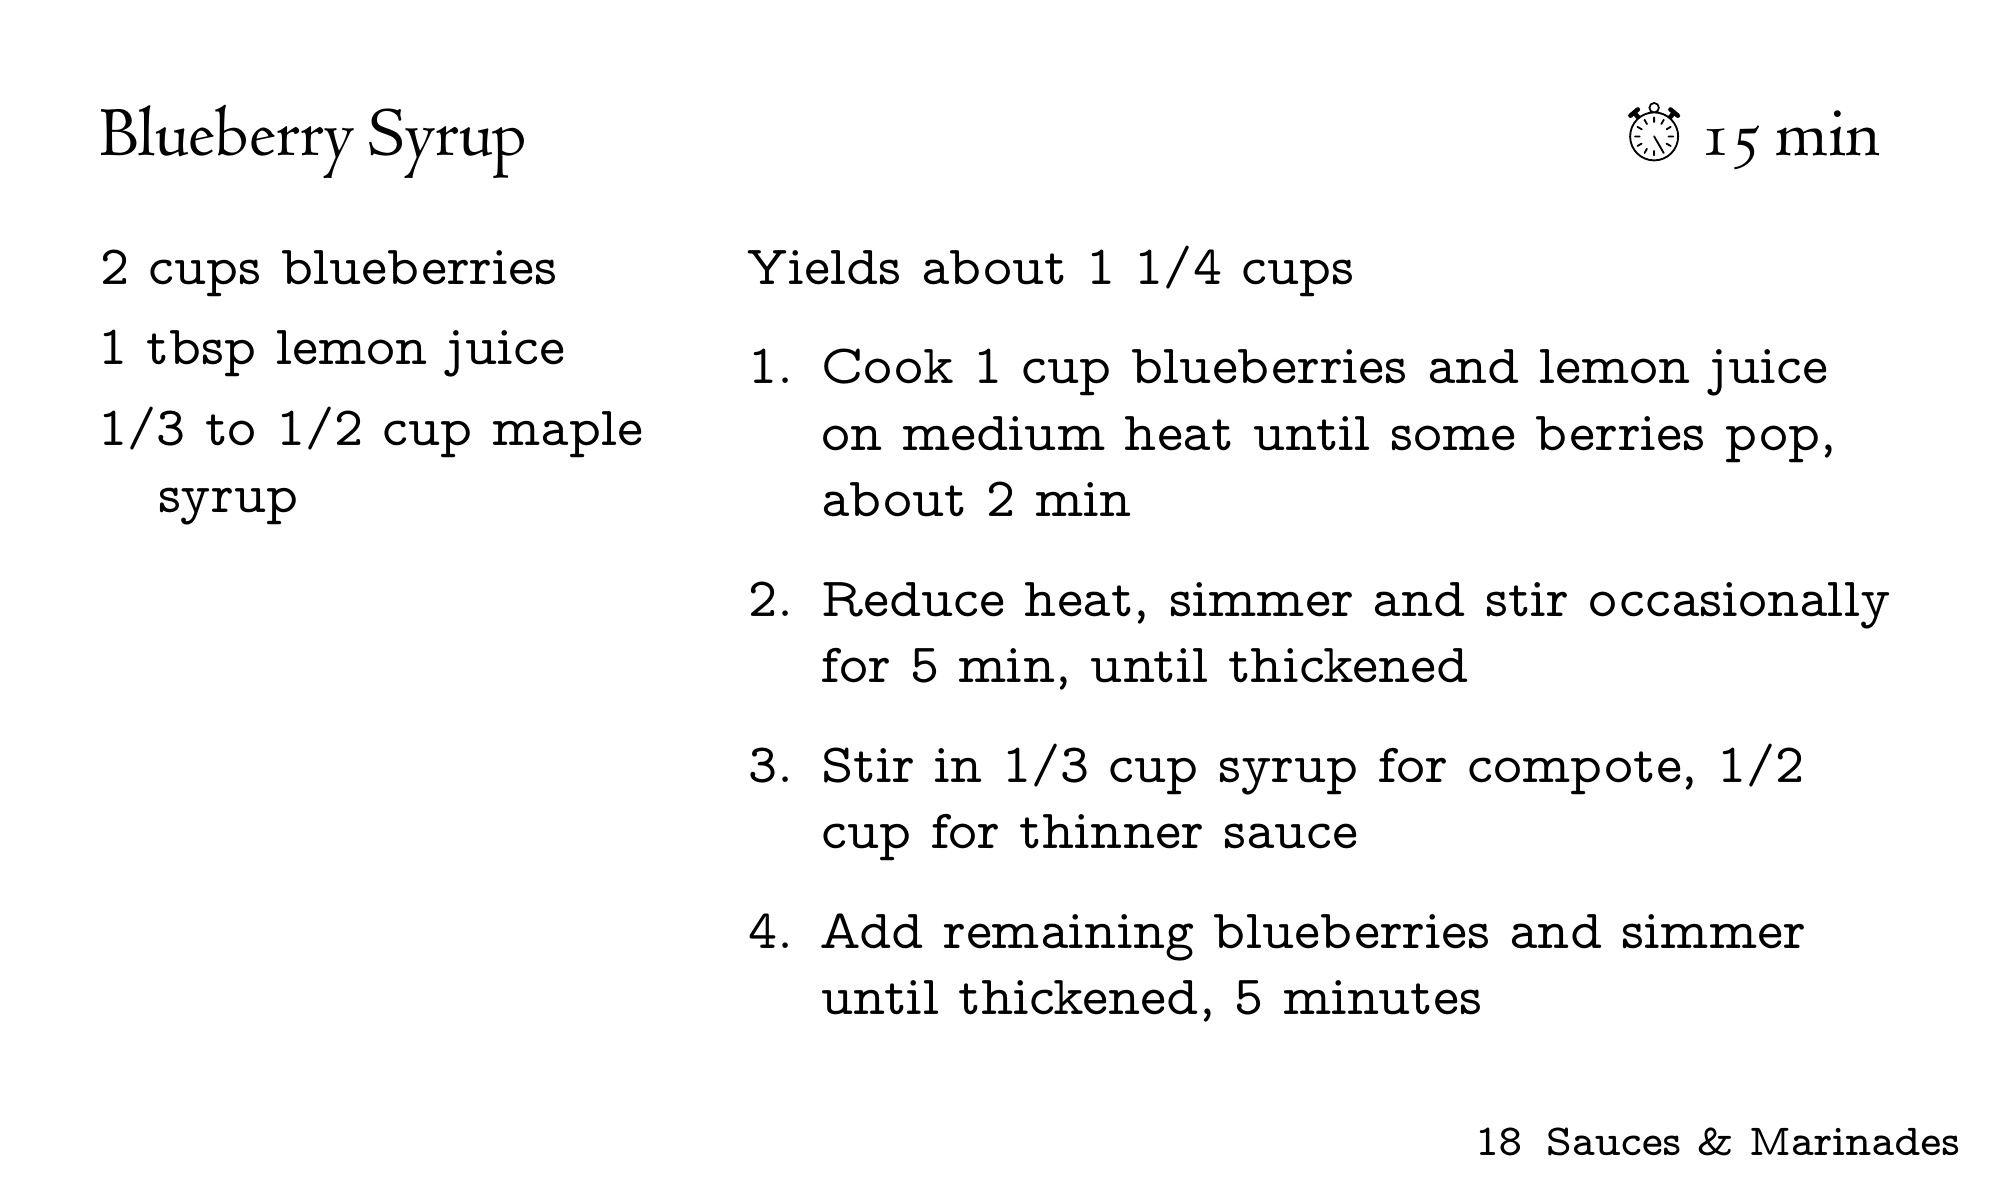 Blueberry Syrup
15 min
2 cups blueberries
1 tbsp lemon juice
1/3 to 1/2 cup maple
syrup
Yields about 1 1/4 cups
1. Cook 1 cup blueberries and lemon juice
on medium heat until some berries pop,
about 2 min
2. Reduce heat, simmer and stir occasionally
for 5 min, until thickened
3. Stir in 1/3 cup syrup for compote, 1/2
cup for thinner sauce
4. Add remaining blueberries and simmer
until thickened, 5 minutes
18 Sauces & Marinades